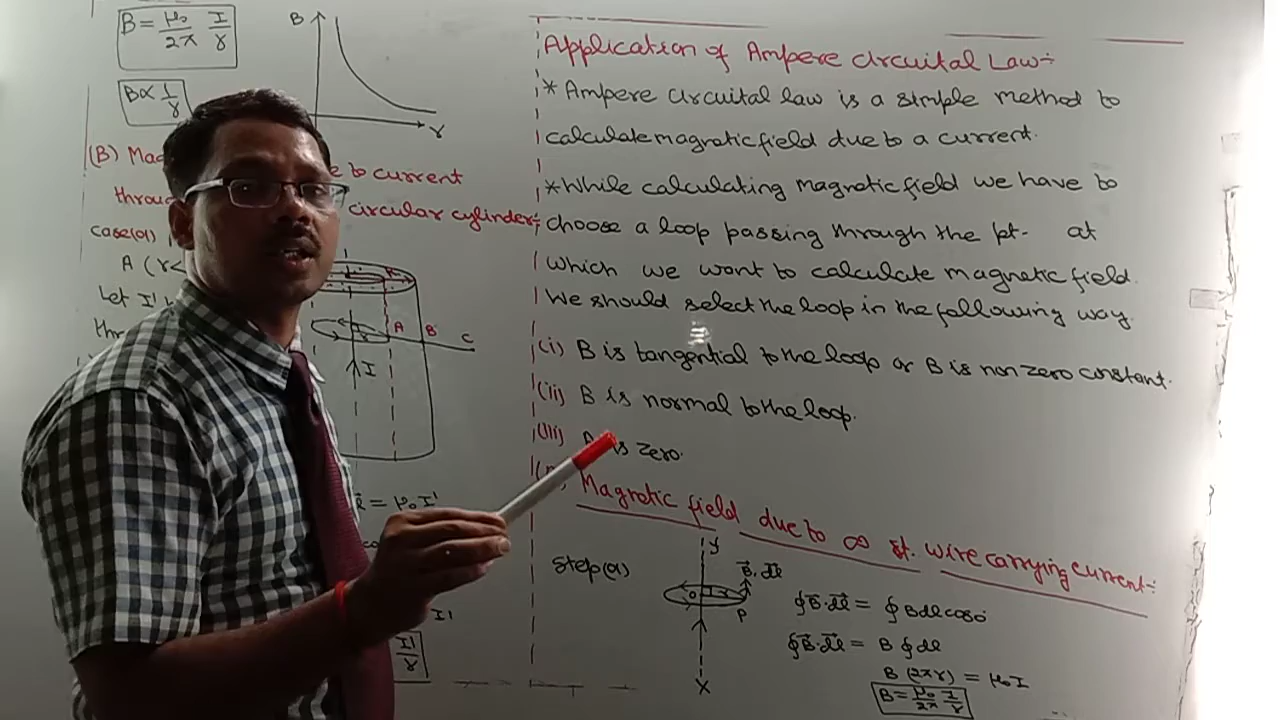 B = μ₀/2π I/r
B ∝ 1/r
B
r
(B) Mag
e to current
throug
circular cylinder:-
case(a)
A (r<
Let I'
thr
R
A
B
C
r
I
l = μ₀I'
I'
I'/r
Application of Ampere circuital Law:-
* Ampere circuital law is a simple method to
calculate magnetic field due to a current.
* While calculating magnetic field we have to
choose a loop passing through the pt. at
which we want to calculate magnetic field.
We should select the loop in the following way.
(i) B is tangential to the loop or B is non zero constant.
(ii) B is normal to the loop.
(iii) is zero.
Magnetic field due to ∞ st. wire carrying current:-
Step(a)
y
B⃗, dl⃗
O
P
X
∮B⃗.dl⃗ = ∮ Bdl cos0
∮B⃗.dl⃗ = B ∮dl
B (2πr) = μ₀I
B = μ₀/2π I/r